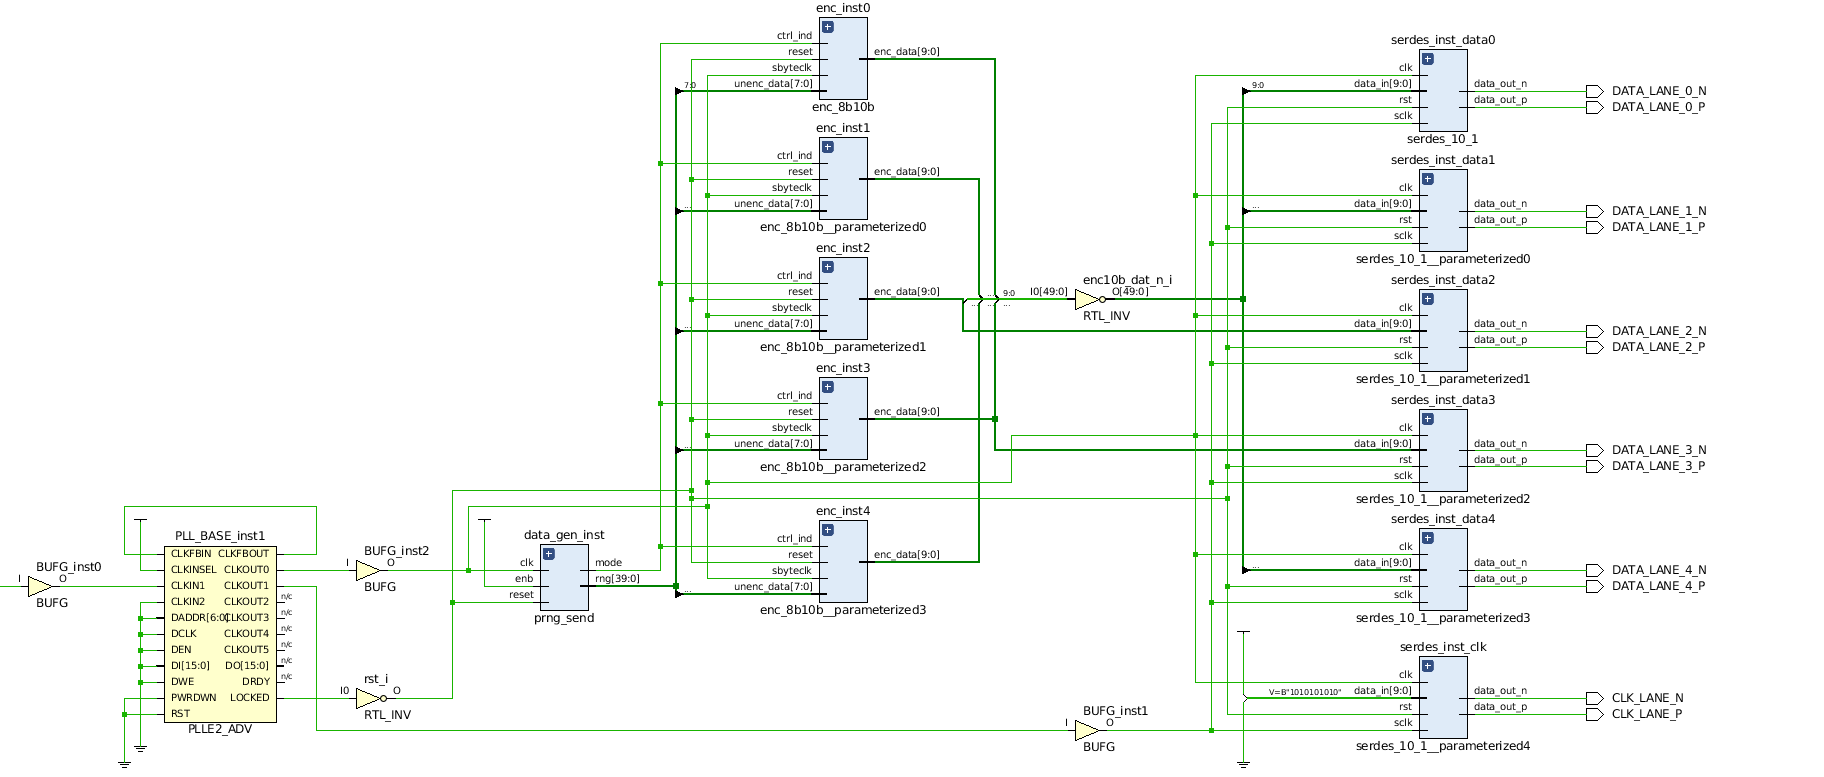 enc_inst0
ctrl_ind
reset
sbyteclk
unenc_data[7:0]
enc_data[9:0]
7:0
enc_8b10b
enc_inst1
ctrl_ind
reset
sbyteclk
unenc_data[7:0]
enc_data[9:0]
...
enc_8b10b__parameterized0
enc_inst2
ctrl_ind
reset
sbyteclk
unenc_data[7:0]
enc_data[9:0]
...
enc_8b10b__parameterized1
enc_inst3
ctrl_ind
reset
sbyteclk
unenc_data[7:0]
enc_data[9:0]
...
enc_8b10b__parameterized2
enc_inst4
ctrl_ind
reset
sbyteclk
unenc_data[7:0]
enc_data[9:0]
...
enc_8b10b__parameterized3
I
BUFG_inst0
O
BUFG
PLL_BASE_inst1
CLKFBIN CLKFBOUT
CLKINSEL CLKOUT0
CLKIN1 CLKOUT1
CLKIN2 CLKOUT2 n/c
DADDR[6:0] CLKOUT3 n/c
DCLK CLKOUT4 n/c
DEN CLKOUT5 n/c
DI[15:0] DO[15:0] n/c
DWE DRDY n/c
PWRDWN LOCKED
RST
PLLE2_ADV
BUFG_inst2
I O
BUFG
rst_i
I0 O
RTL_INV
data_gen_inst
clk mode
enb rng[39:0]
reset
prng_send
enc10b_dat_n_i
... 9:0 I0[49:0] O[49:0]
... ... ...
RTL_INV
BUFG_inst1
I O
BUFG
serdes_inst_data0
clk
9:0 data_in[9:0] data_out_n DATA_LANE_0_N
rst data_out_p DATA_LANE_0_P
sclk
serdes_10_1
serdes_inst_data1
clk
... data_in[9:0] data_out_n DATA_LANE_1_N
rst data_out_p DATA_LANE_1_P
sclk
serdes_10_1__parameterized0
serdes_inst_data2
clk
data_in[9:0] data_out_n DATA_LANE_2_N
rst data_out_p DATA_LANE_2_P
sclk
serdes_10_1__parameterized1
serdes_inst_data3
clk
data_in[9:0] data_out_n DATA_LANE_3_N
rst data_out_p DATA_LANE_3_P
sclk
serdes_10_1__parameterized2
serdes_inst_data4
clk
... data_in[9:0] data_out_n DATA_LANE_4_N
rst data_out_p DATA_LANE_4_P
sclk
serdes_10_1__parameterized3
serdes_inst_clk
clk
V=B"1010101010" data_in[9:0] data_out_n CLK_LANE_N
rst data_out_p CLK_LANE_P
sclk
serdes_10_1__parameterized4